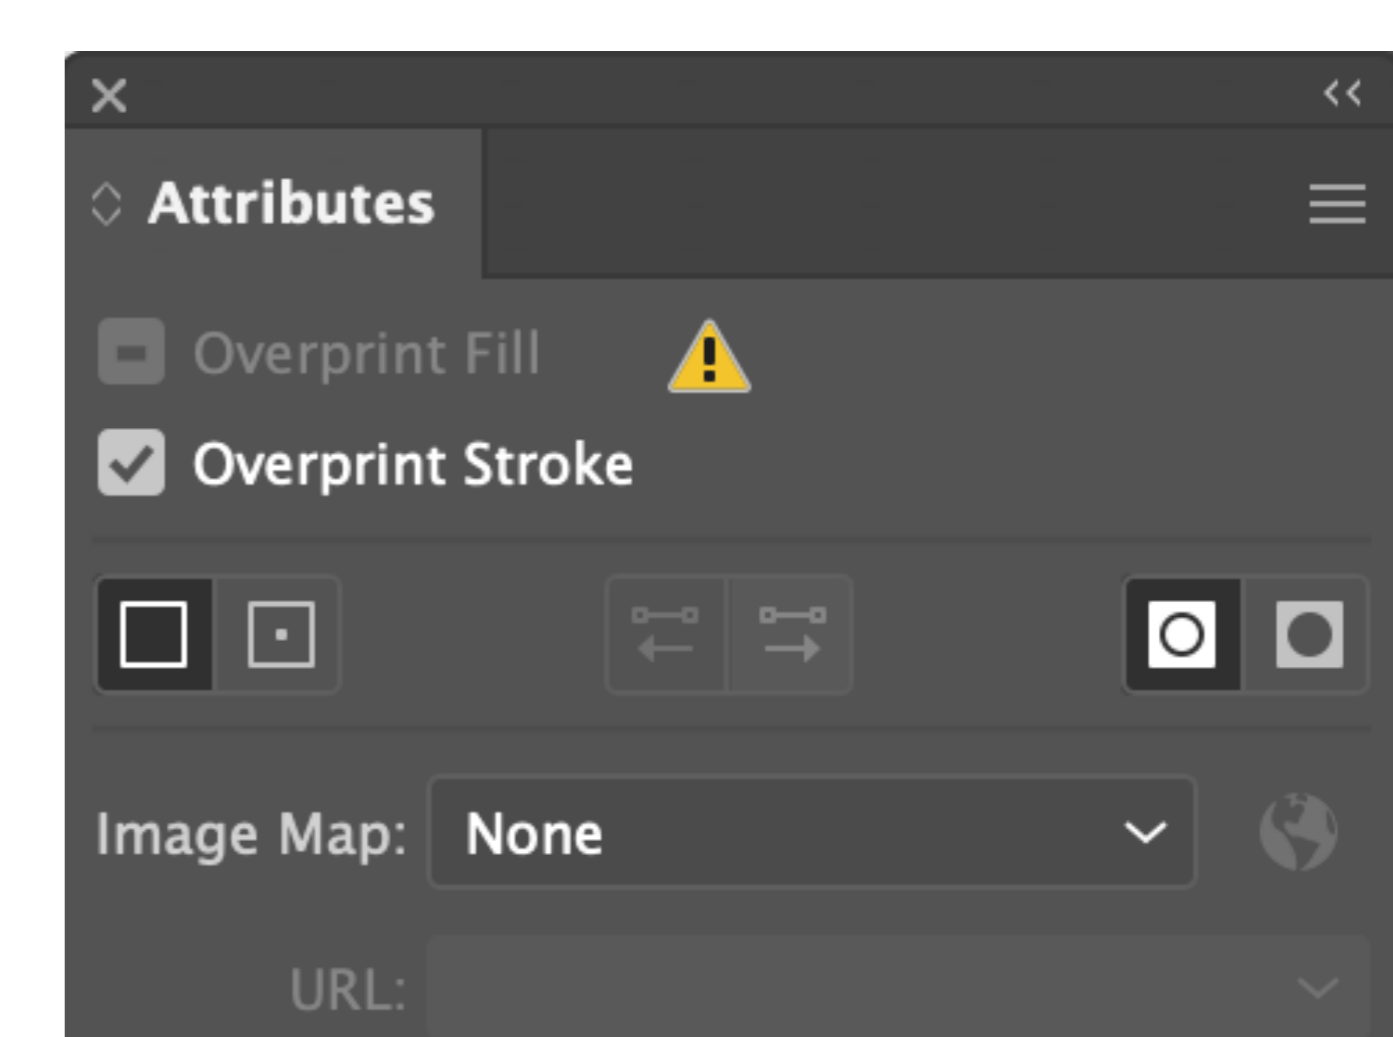 Attributes
Overprint Fill
Overprint Stroke
Image Map: None
URL: